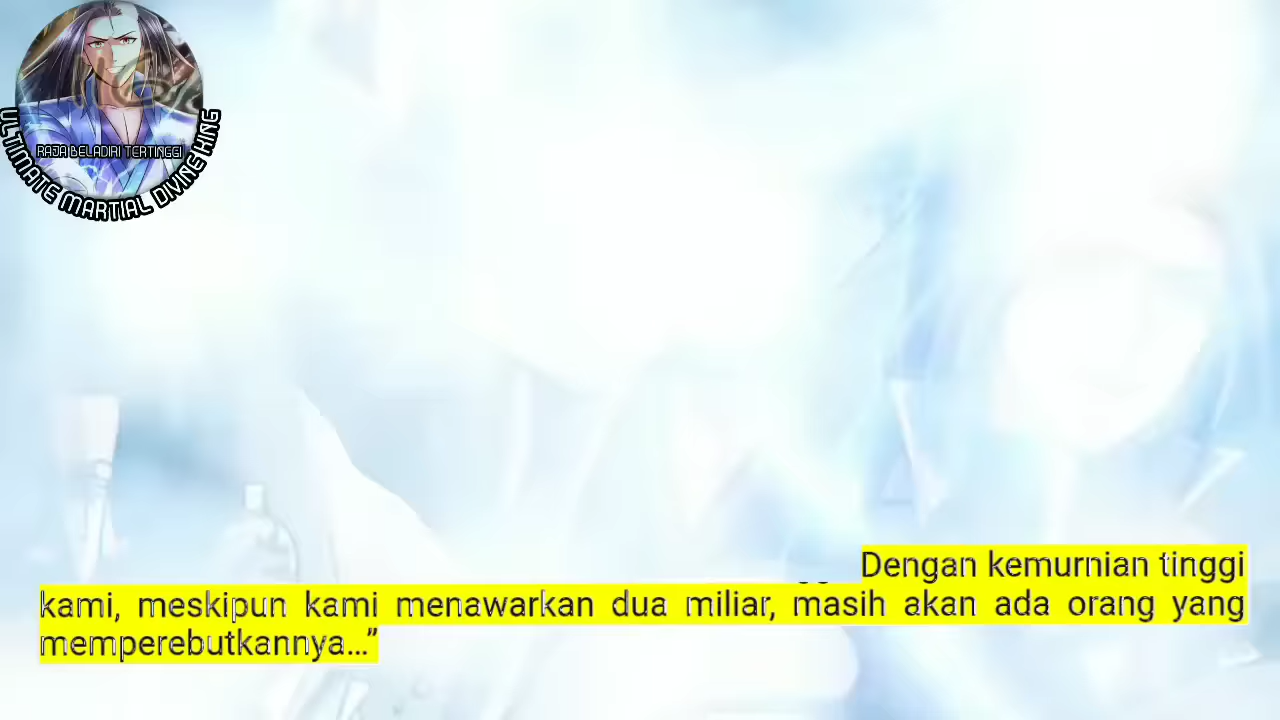 RAJA BELADIRI TERTINGGI
ULTIMATE MARTIAL DIVINE KING
Dengan kemurnian tinggi
kami, meskipun kami menawarkan dua miliar, masih akan ada orang yang
memperebutkannya...”